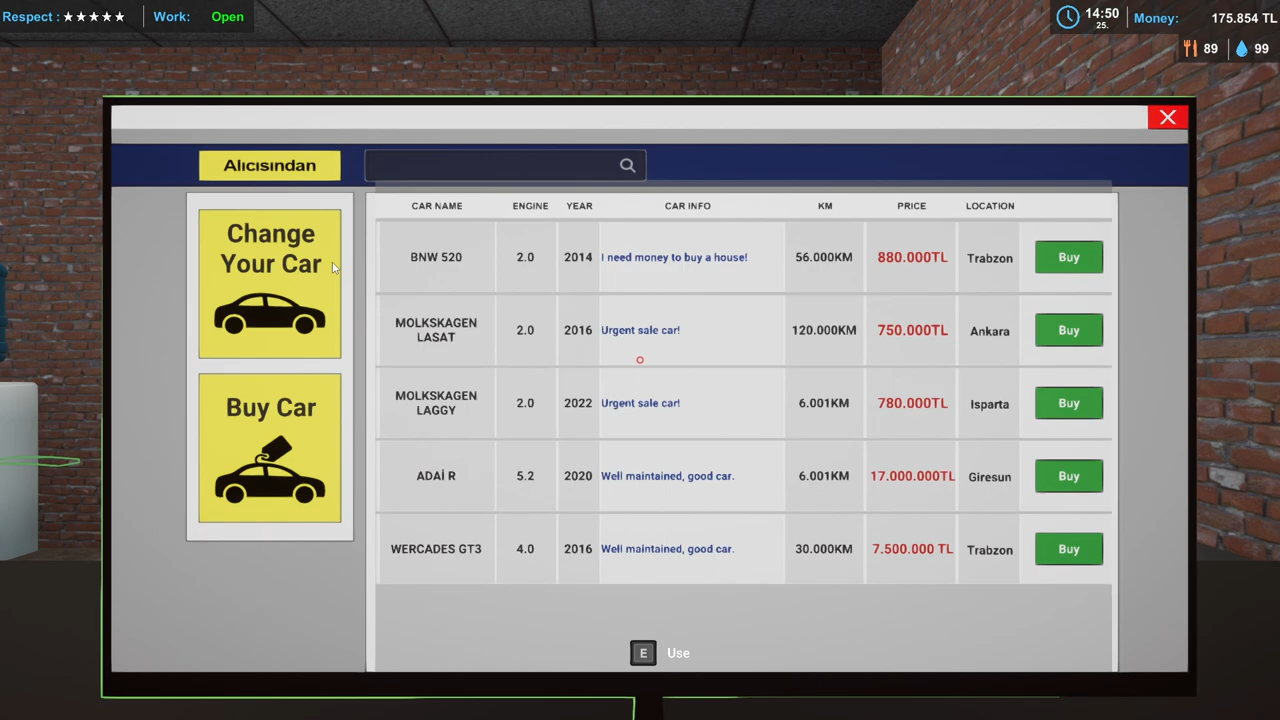 Respect : ★★★★★ Work: Open
14:50
25.
Money: 175.854 TL
89 99
Alıcısından
Change
Your Car
Buy Car
CAR NAME ENGINE YEAR CAR INFO KM PRICE LOCATION
BNW 520 2.0 2014 I need money to buy a house! 56.000KM 880.000TL Trabzon Buy
MOLKSKAGEN
LASAT 2.0 2016 Urgent sale car! 120.000KM 750.000TL Ankara Buy
MOLKSKAGEN
LAGGY 2.0 2022 Urgent sale car! 6.001KM 780.000TL Isparta Buy
ADAİ R 5.2 2020 Well maintained, good car. 6.001KM 17.000.000TL Giresun Buy
WERCADES GT3 4.0 2016 Well maintained, good car. 30.000KM 7.500.000 TL Trabzon Buy
E Use